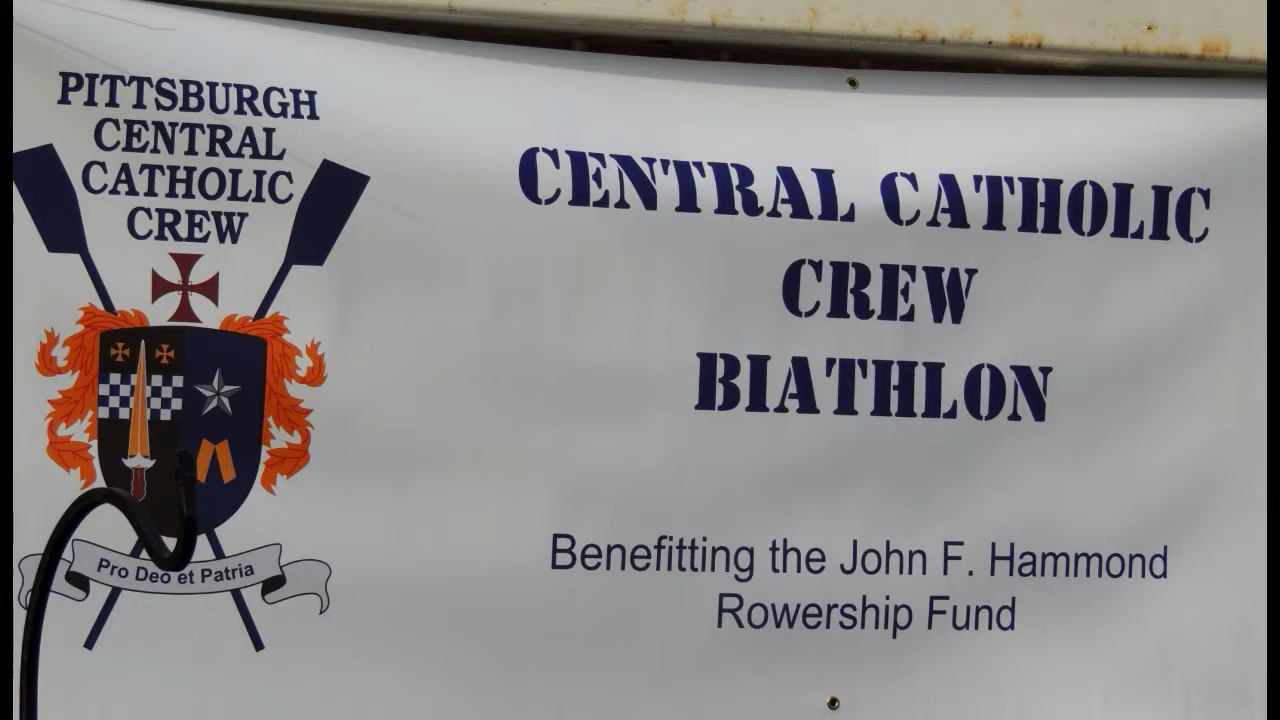 PITTSBURGH
CENTRAL
CATHOLIC
CREW
Pro Deo et Patria
CENTRAL CATHOLIC
CREW
BIATHLON
Benefitting the John F. Hammond
Rowership Fund